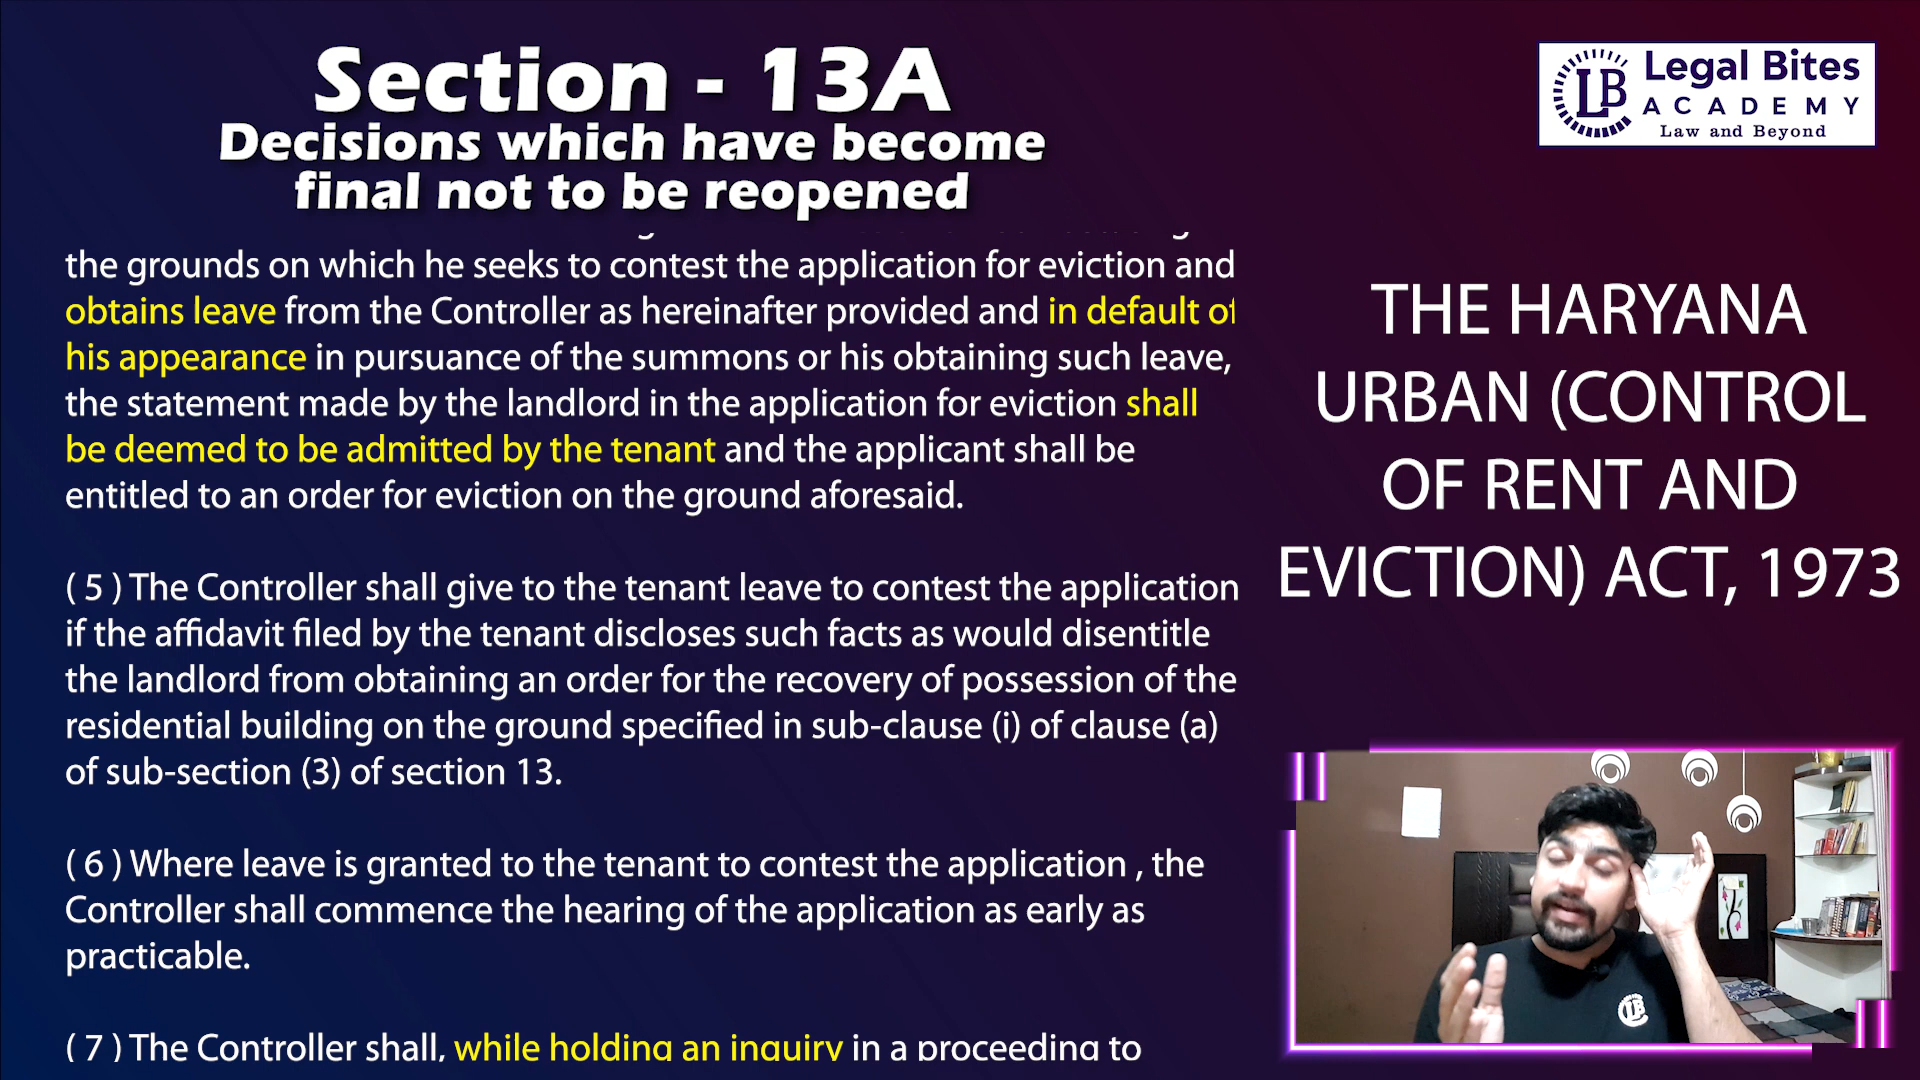 Section - 13A
Decisions which have become
final not to be reopened
LB
Legal Bites
ACADEMY
Law and Beyond
the grounds on which he seeks to contest the application for eviction and
obtains leave from the Controller as hereinafter provided and in default of
his appearance in pursuance of the summons or his obtaining such leave,
the statement made by the landlord in the application for eviction shall
be deemed to be admitted by the tenant and the applicant shall be
entitled to an order for eviction on the ground aforesaid.
( 5 ) The Controller shall give to the tenant leave to contest the application
if the affidavit filed by the tenant discloses such facts as would disentitle
the landlord from obtaining an order for the recovery of possession of the
residential building on the ground specified in sub-clause (i) of clause (a)
of sub-section (3) of section 13.
( 6 ) Where leave is granted to the tenant to contest the application , the
Controller shall commence the hearing of the application as early as
practicable.
( 7 ) The Controller shall, while holding an inquiry in a proceeding to
THE HARYANA
URBAN (CONTROL
OF RENT AND
EVICTION) ACT, 1973
LB